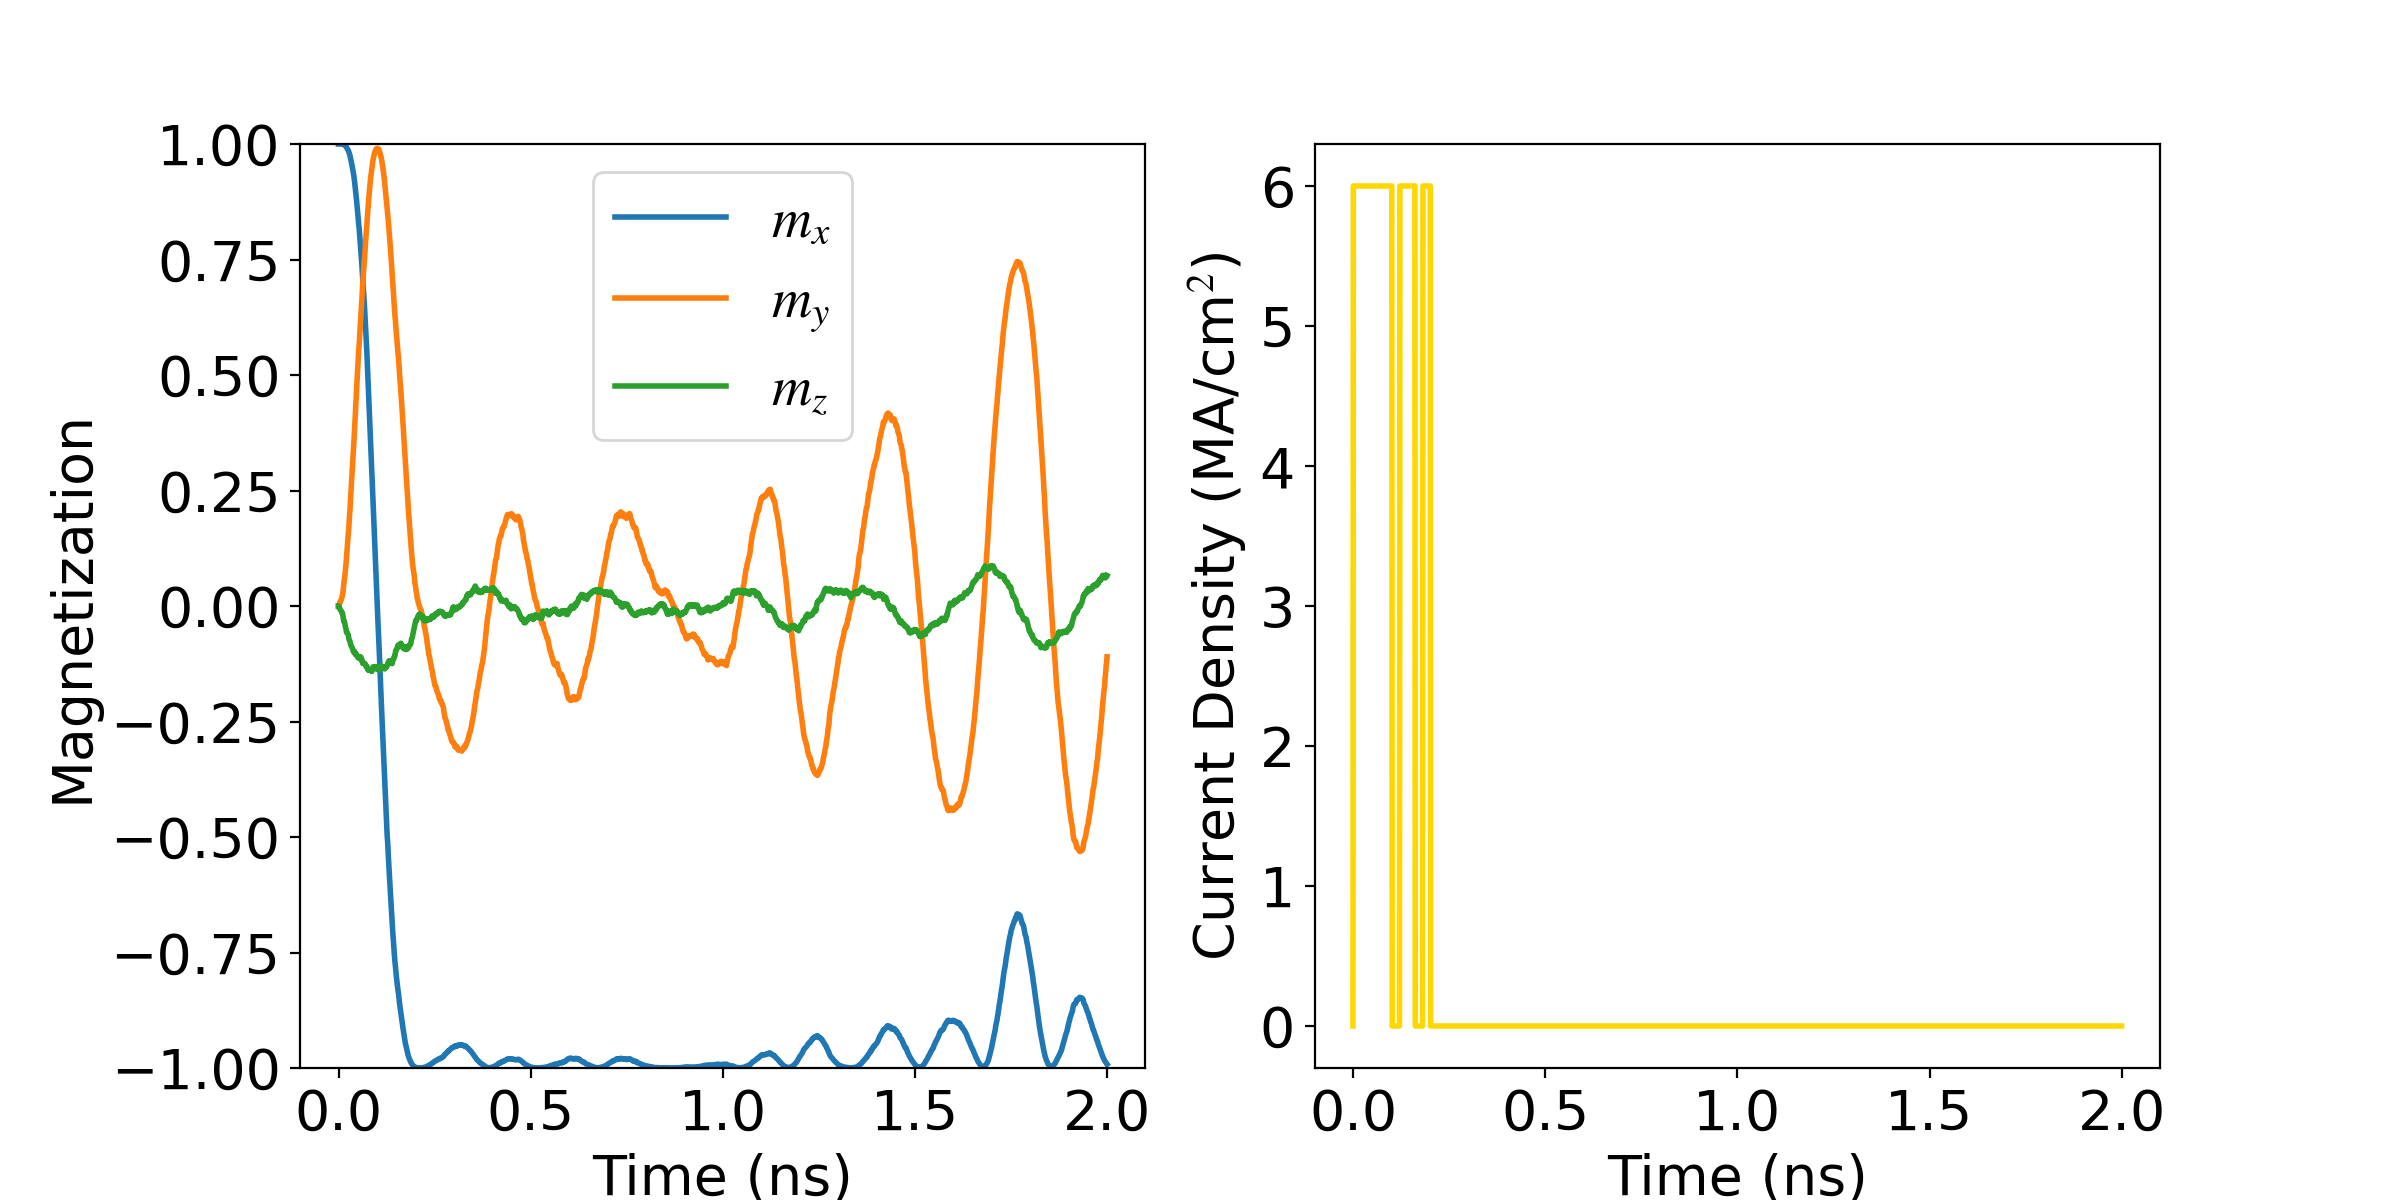 1.00
0.75
0.50
0.25
0.00
−0.25
−0.50
−0.75
−1.00
Magnetization
0.0 0.5 1.0 1.5 2.0
Time (ns)
m_x
m_y
m_z
6
5
4
3
2
1
0
Current Density (MA/cm²)
0.0 0.5 1.0 1.5 2.0
Time (ns)